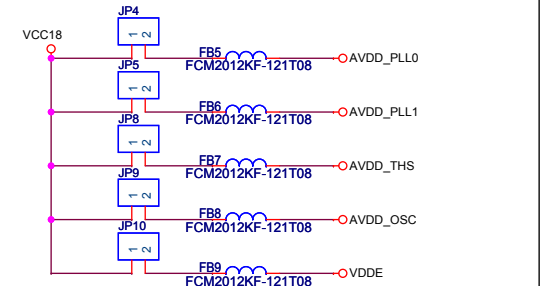 JP4
VCC18
1 2
FB5
AVDD_PLL0
FCM2012KF-121T08
JP5
1 2
FB6
AVDD_PLL1
FCM2012KF-121T08
JP8
1 2
FB7
AVDD_THS
FCM2012KF-121T08
JP9
1 2
FB8
AVDD_OSC
FCM2012KF-121T08
JP10
1 2
FB9
VDDE
FCM2012KF-121T08